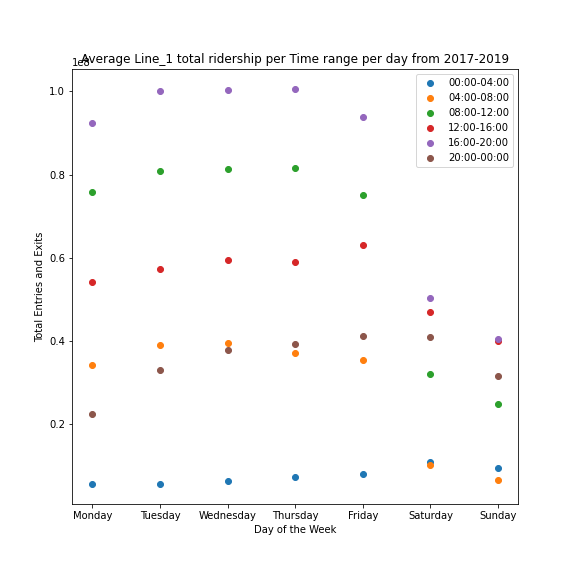 Average Line_1 total ridership per Time range per day from 2017-2019
1e8
00:00-04:00
04:00-08:00
08:00-12:00
12:00-16:00
16:00-20:00
20:00-00:00
1.0
0.8
0.6
0.4
0.2
Total Entries and Exits
Monday Tuesday Wednesday Thursday Friday Saturday Sunday
Day of the Week